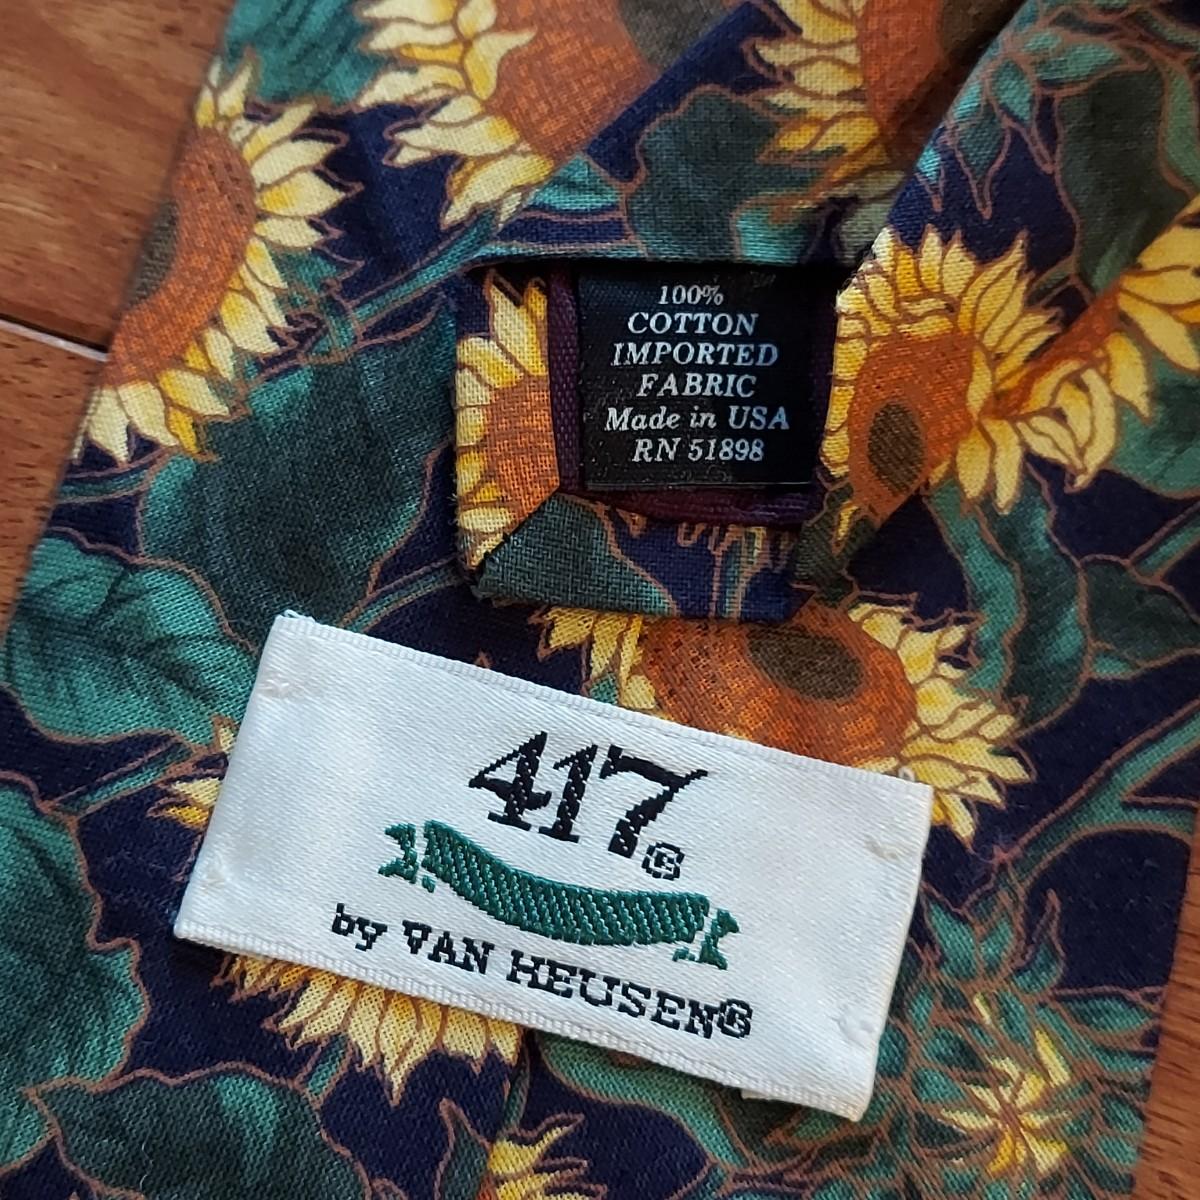 100%
COTTON
IMPORTED
FABRIC
Made in USA
RN 51898
417®
by VAN HEUSEN®